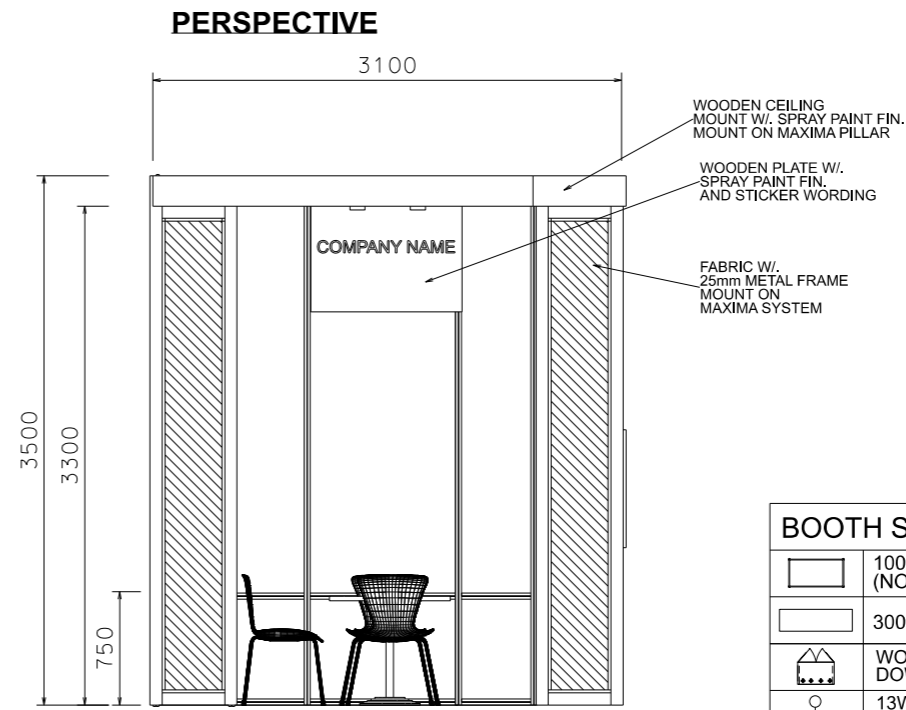 PERSPECTIVE
3100
WOODEN CEILING
MOUNT W/. SPRAY PAINT FIN.
MOUNT ON MAXIMA PILLAR
WOODEN PLATE W/.
SPRAY PAINT FIN.
AND STICKER WORDING
COMPANY NAME
FABRIC W/.
25mm METAL FRAME
MOUNT ON
MAXIMA SYSTEM
3500
3300
750
BOOTH S
100
(NO
300
WO
DOW
13W